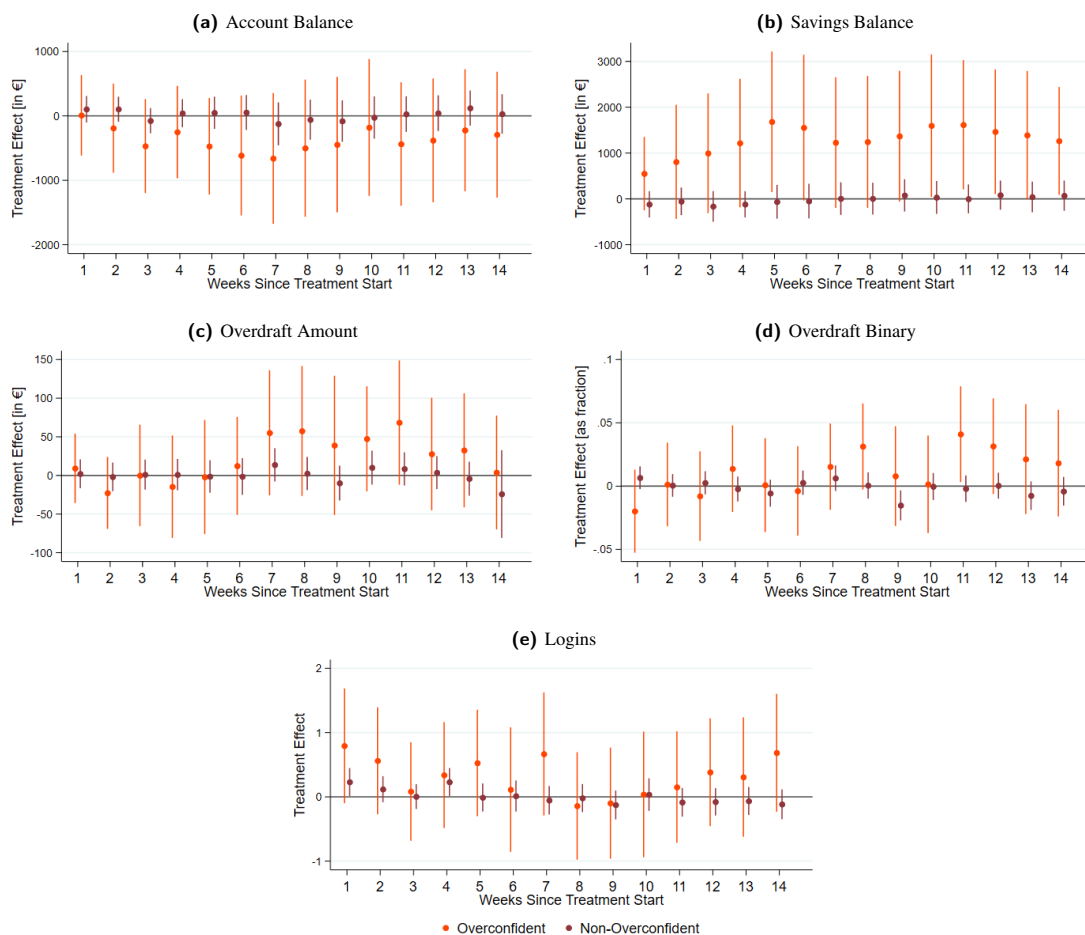 (a) Account Balance
Treatment Effect [in €]
1000
0
-1000
-2000
1 2 3 4 5 6 7 8 9 10 11 12 13 14
Weeks Since Treatment Start
(b) Savings Balance
Treatment Effect [in €]
3000
2000
1000
0
-1000
1 2 3 4 5 6 7 8 9 10 11 12 13 14
Weeks Since Treatment Start
(c) Overdraft Amount
Treatment Effect [in €]
150
100
50
0
-50
-100
1 2 3 4 5 6 7 8 9 10 11 12 13 14
Weeks Since Treatment Start
(d) Overdraft Binary
Treatment Effect [as fraction]
.1
.05
0
-.05
1 2 3 4 5 6 7 8 9 10 11 12 13 14
Weeks Since Treatment Start
(e) Logins
Treatment Effect
2
1
0
-1
1 2 3 4 5 6 7 8 9 10 11 12 13 14
Weeks Since Treatment Start
Overconfident Non-Overconfident